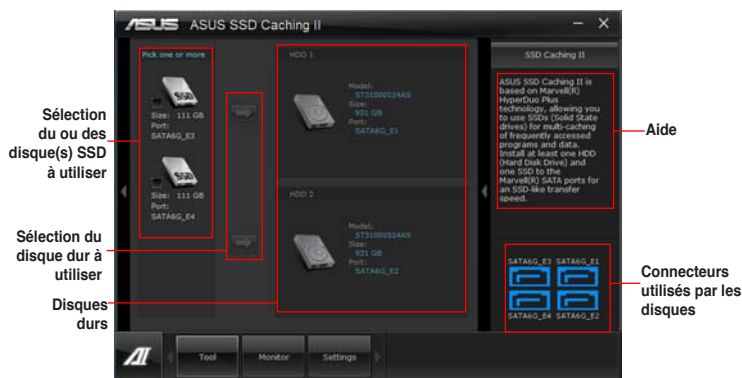 ASUS ASUS SSD Caching II
Pick one or more
SSD
Size: 111 GB
Port:
SATA6G_E3
SSD
Size: 111 GB
Port:
SATA6G_E4
HDD 1
Model:
ST31000524AS
Size:
931 GB
Port:
SATA6G_E1
HDD 2
Model:
ST31000524AS
Size:
931 GB
Port:
SATA6G_E2
SSD Caching II
ASUS SSD Caching II is
based on Marvell(R)
HyperDuo Plus
technology, allowing you
to use SSDs (Solid State
drives) for multi-caching
of frequently accessed
programs and data.
Install at least one HDD
(Hard Disk Drive) and
one SSD to the
Marvell(R) SATA ports for
an SSD-like transfer
speed.
SATA6G_E3 SATA6G_E1
SATA6G_E4 SATA6G_E2
Tool
Monitor
Settings
Sélection
du ou des
disque(s) SSD
à utiliser
Sélection du
disque dur à
utiliser
Disques
durs
Aide
Connecteurs
utilisés par les
disques